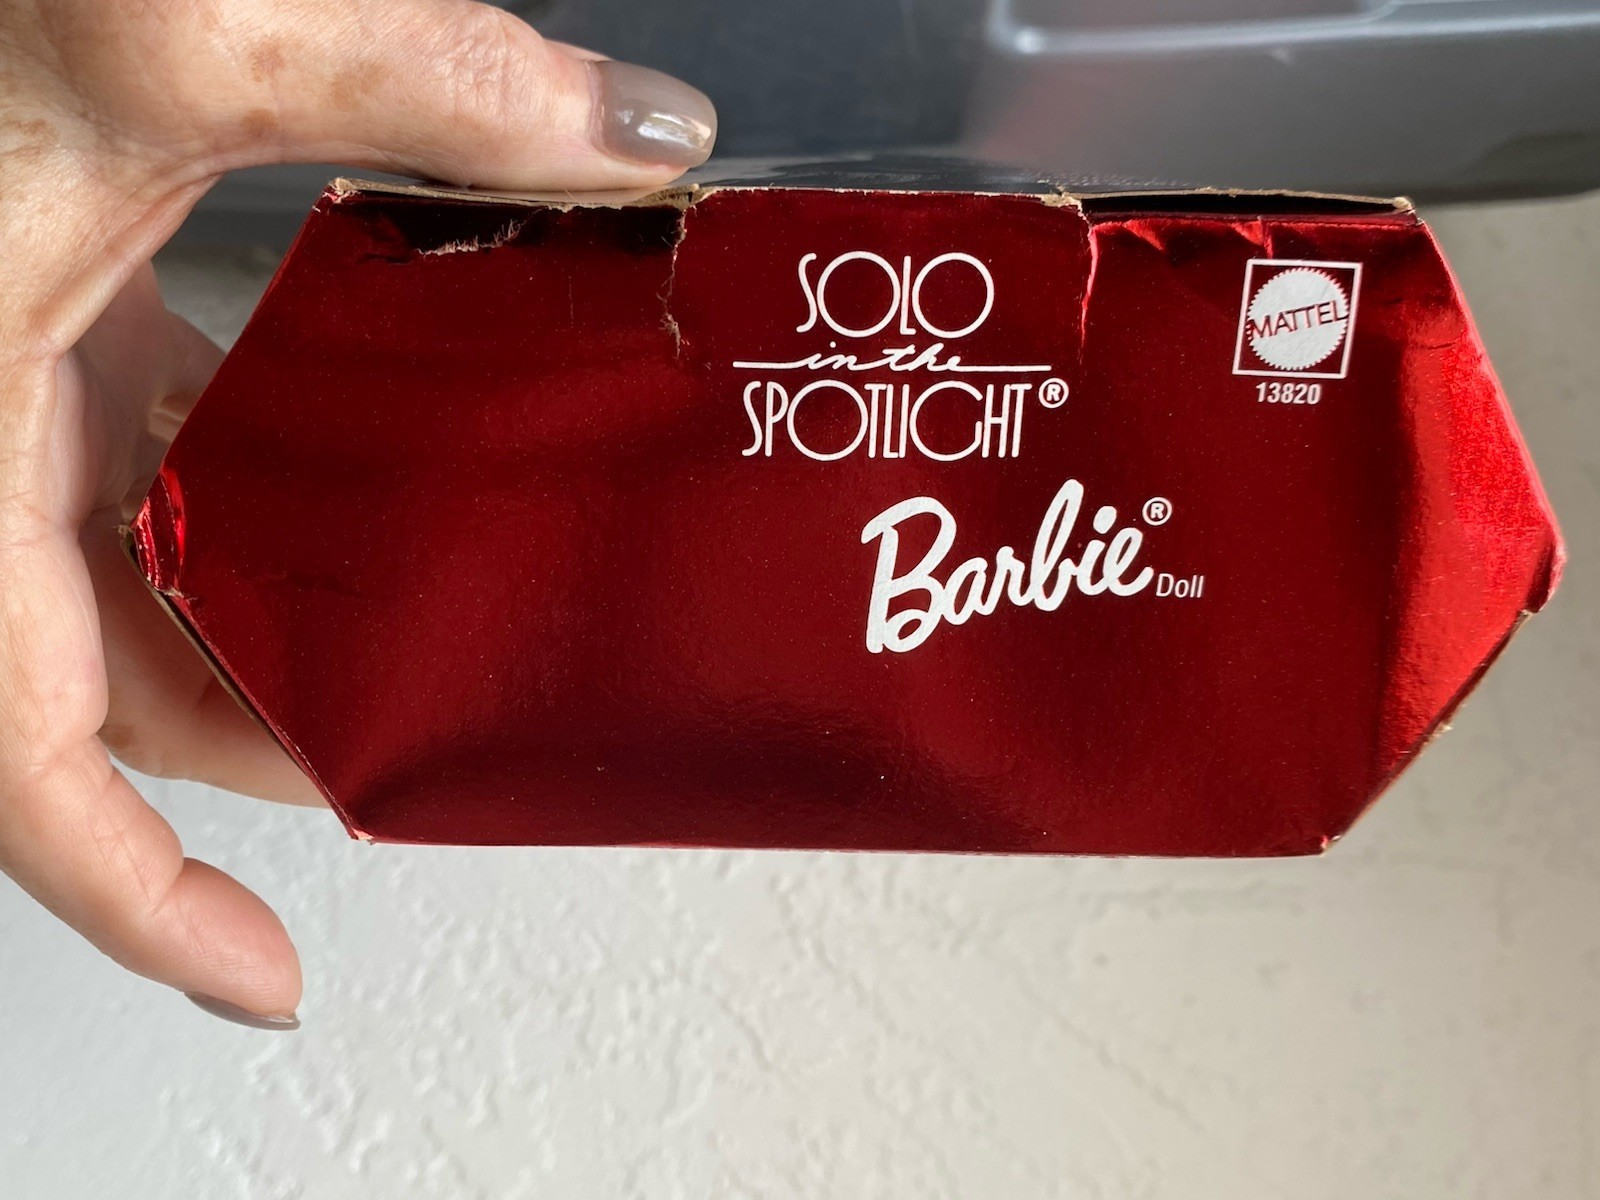 SOLO
in the
SPOTLIGHT®
MATTEL
13820
Barbie® Doll